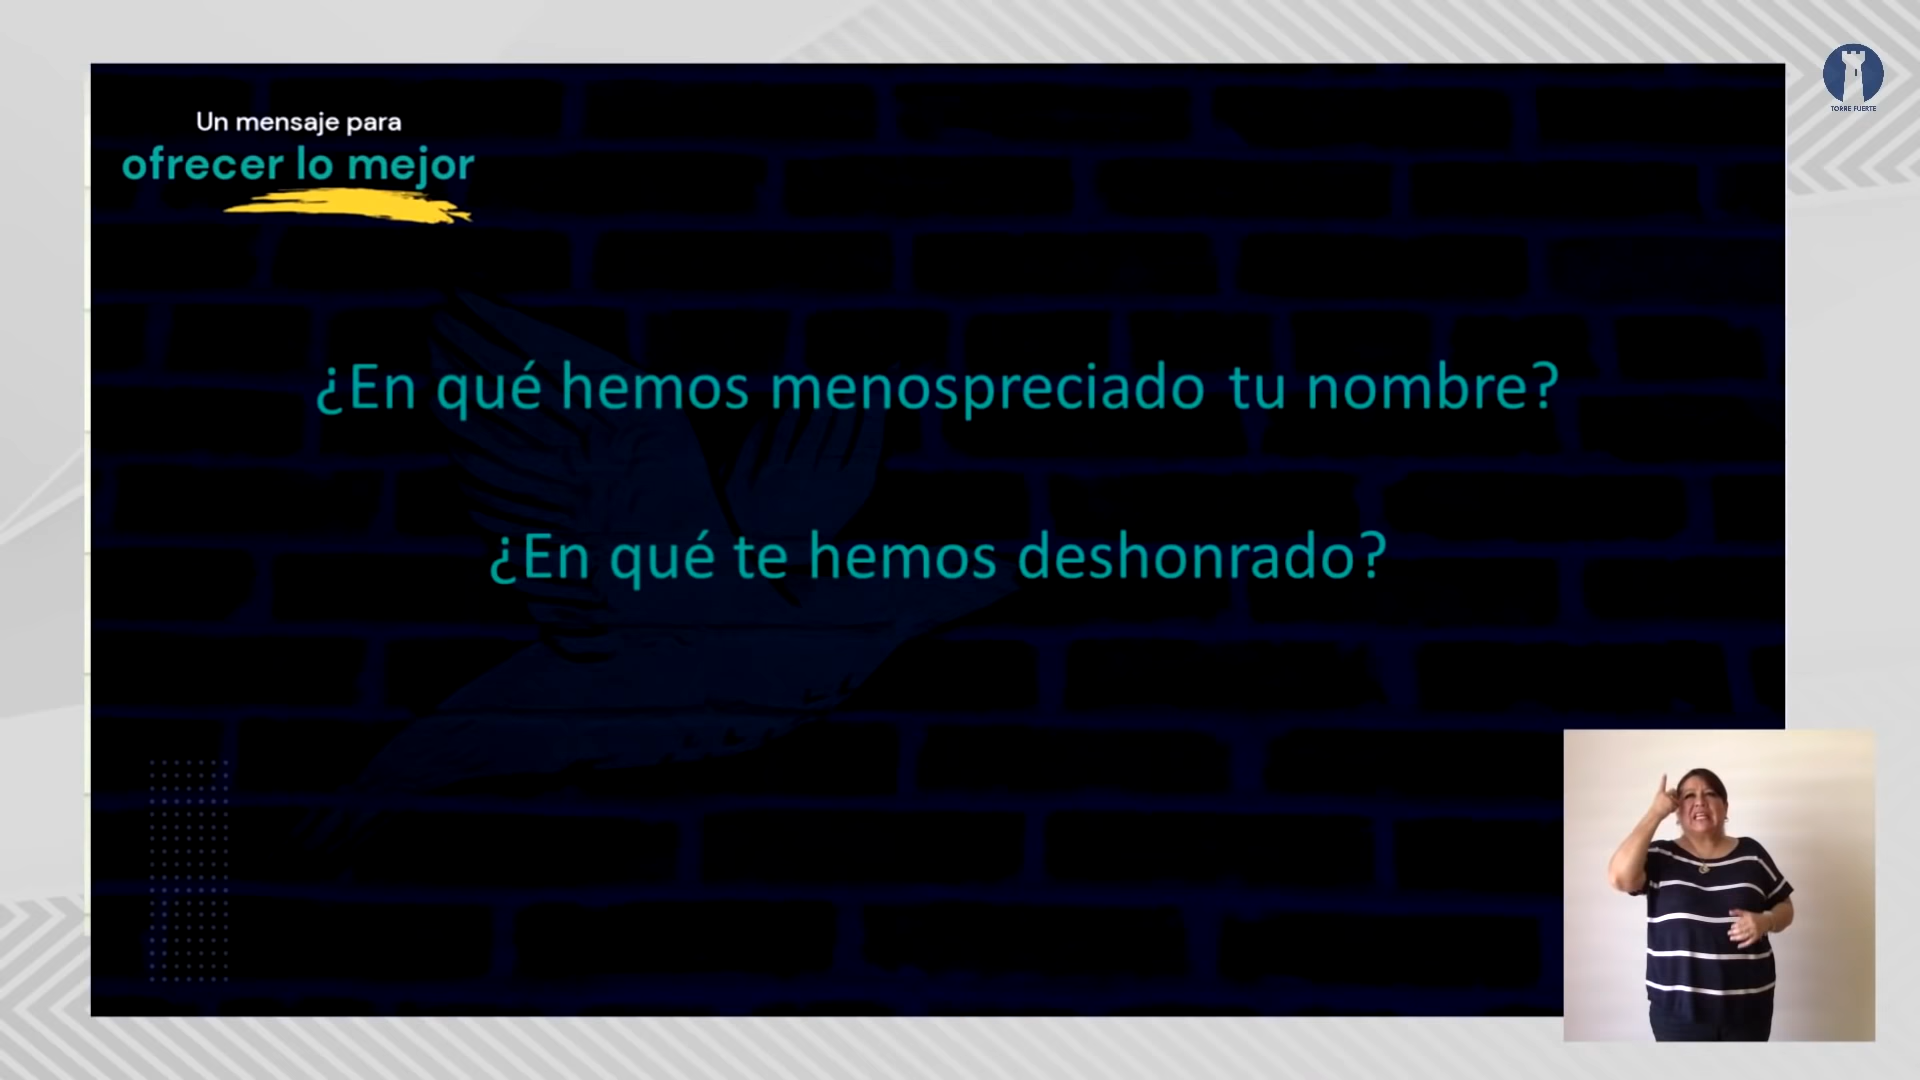 Un mensaje para
ofrecer lo mejor
TORRE FUERTE
¿En qué hemos menospreciado tu nombre?
¿En qué te hemos deshonrado?